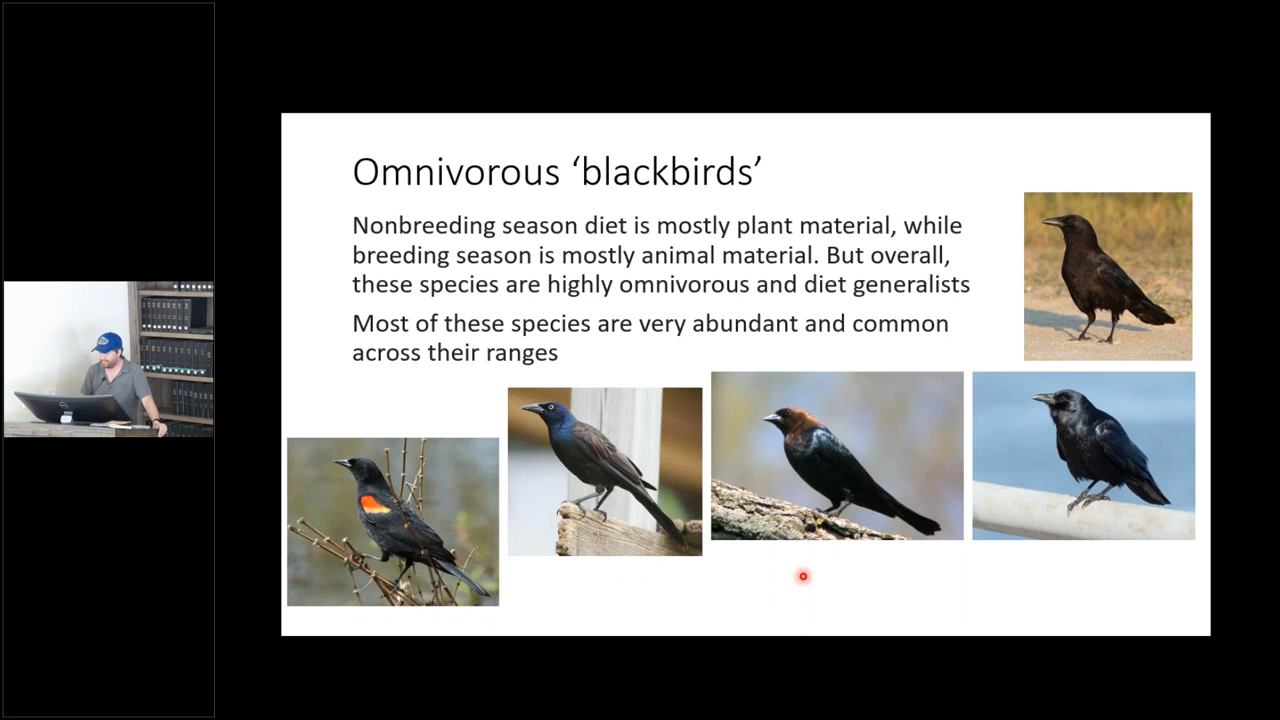 Omnivorous ‘blackbirds’
Nonbreeding season diet is mostly plant material, while
breeding season is mostly animal material. But overall,
these species are highly omnivorous and diet generalists
Most of these species are very abundant and common
across their ranges